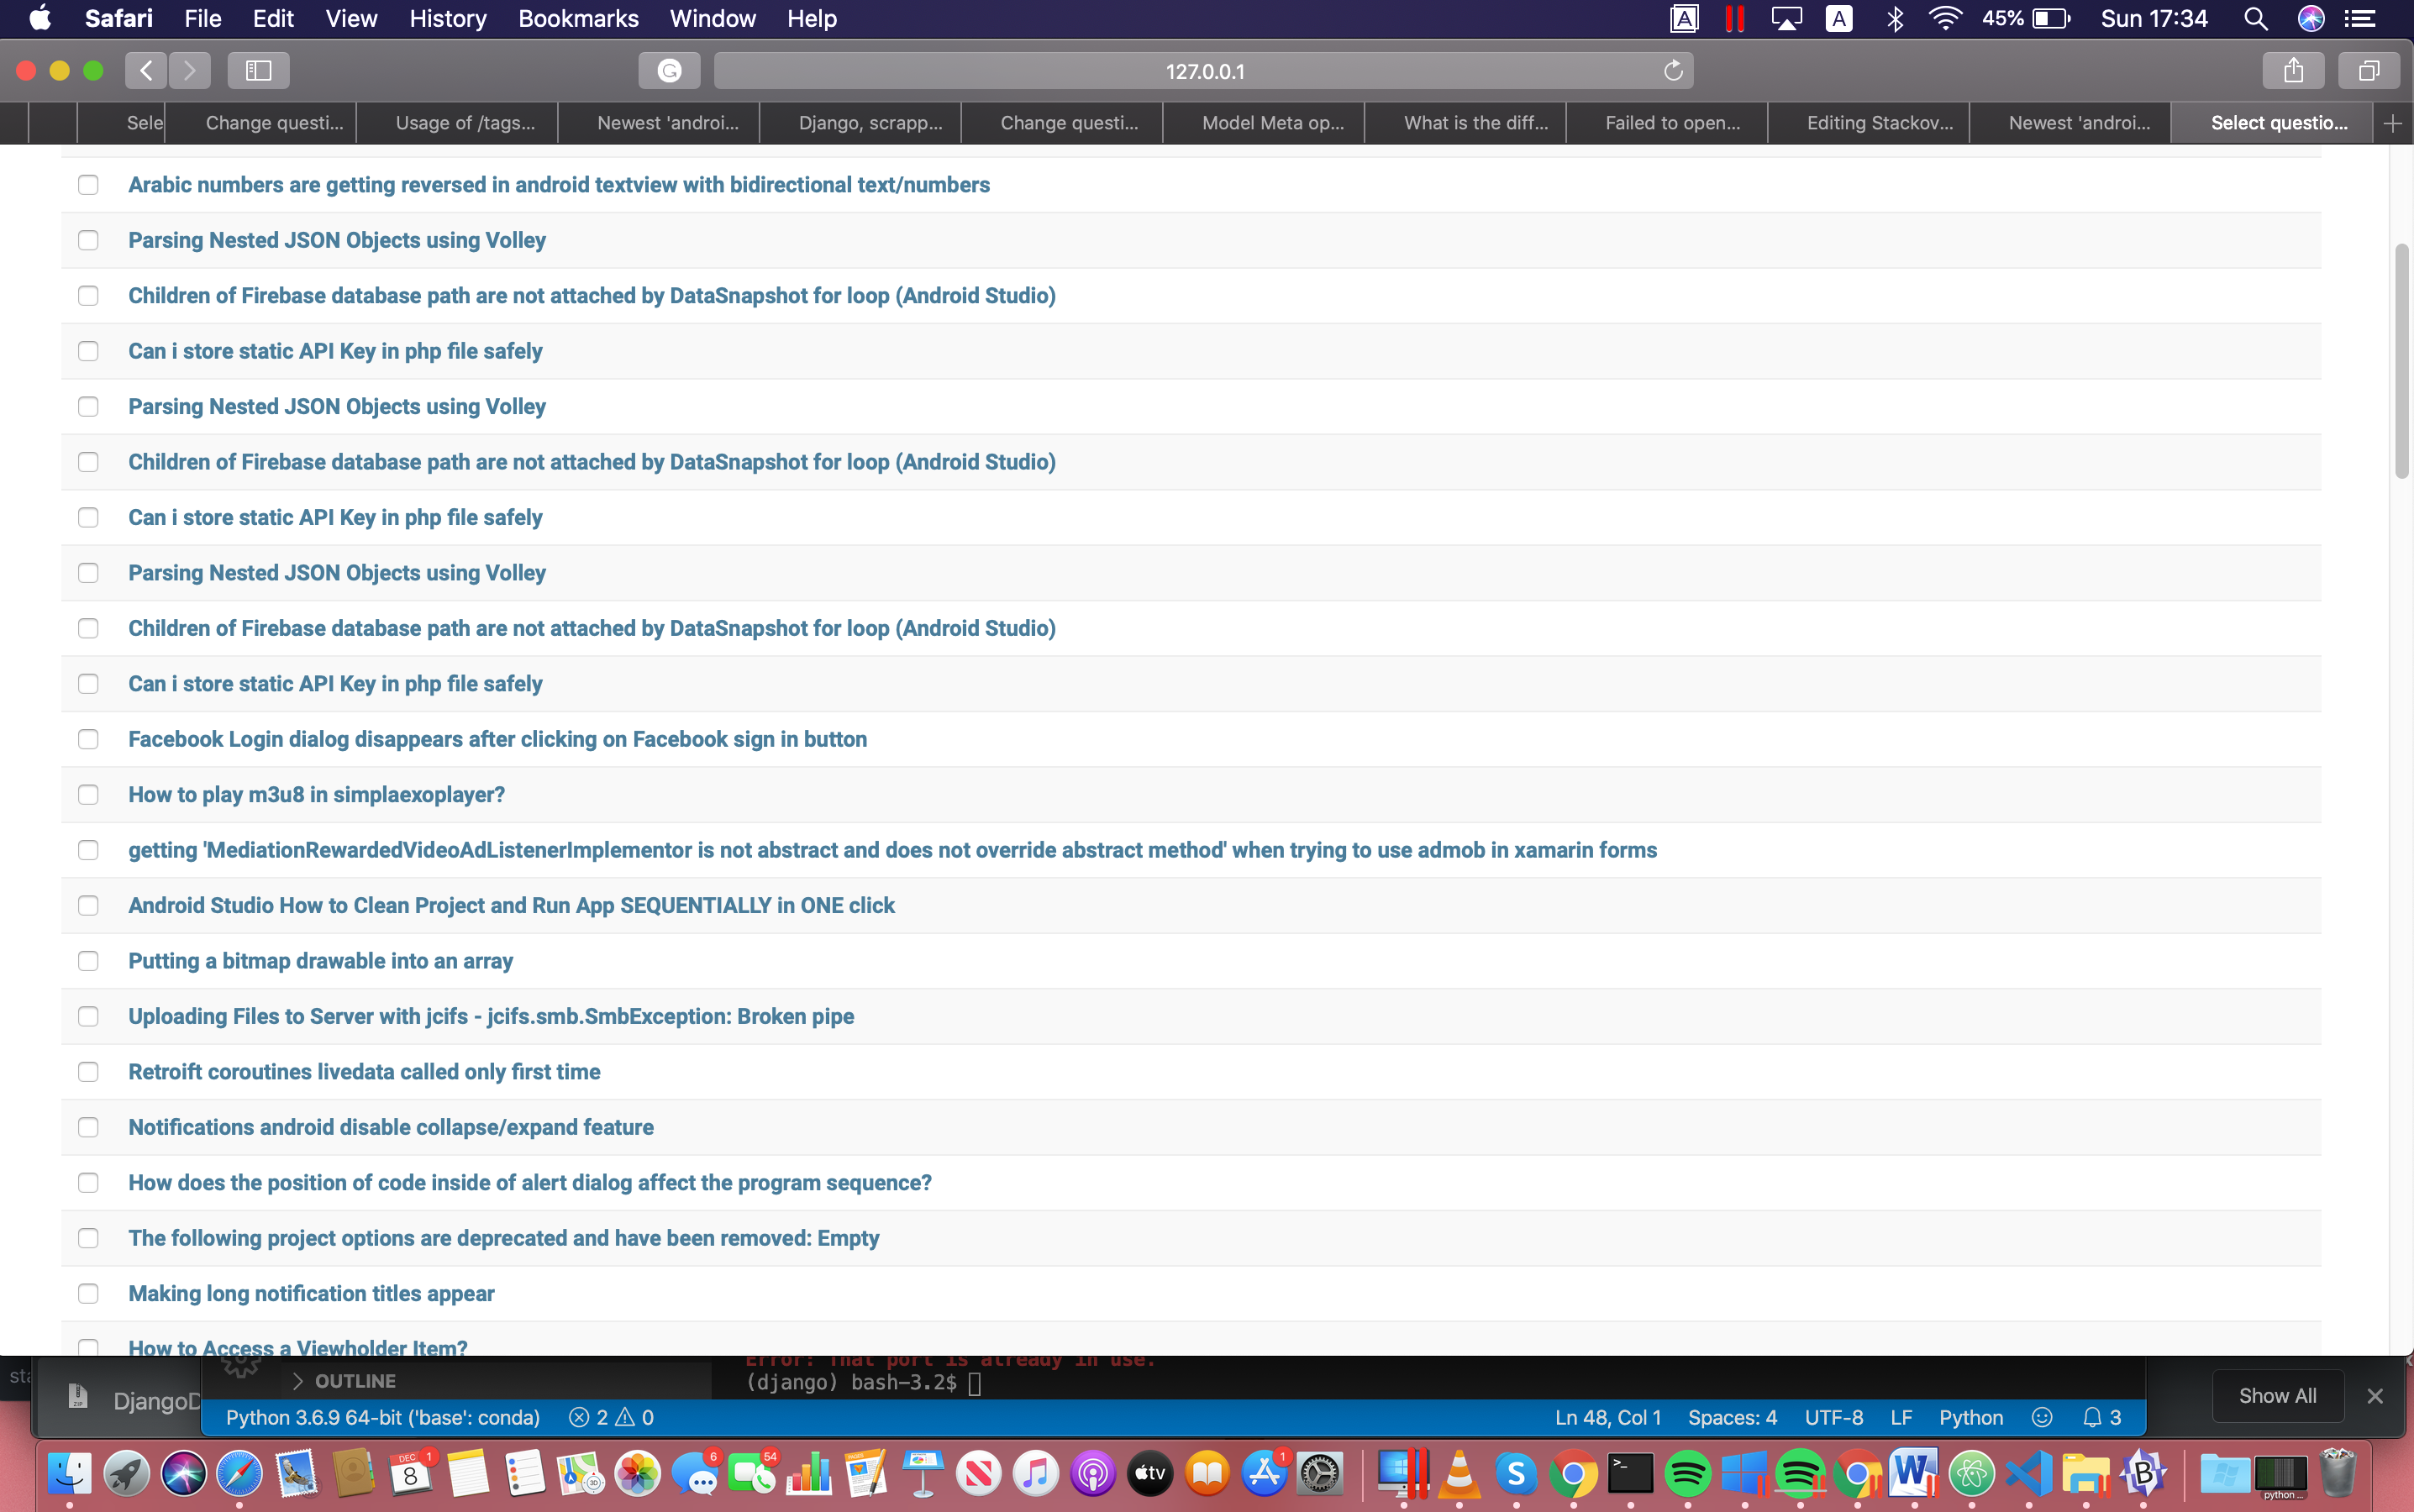 Safari File Edit View History Bookmarks Window Help
A
A
45%
Sun 17:34
127.0.0.1
Sele
Change questi...
Usage of /tags...
Newest 'androi...
Django, scrapp...
Change questi...
Model Meta op...
What is the diff...
Failed to open...
Editing Stackov...
Newest 'androi...
Select questio...
Arabic numbers are getting reversed in android textview with bidirectional text/numbers
Parsing Nested JSON Objects using Volley
Children of Firebase database path are not attached by DataSnapshot for loop (Android Studio)
Can i store static API Key in php file safely
Parsing Nested JSON Objects using Volley
Children of Firebase database path are not attached by DataSnapshot for loop (Android Studio)
Can i store static API Key in php file safely
Parsing Nested JSON Objects using Volley
Children of Firebase database path are not attached by DataSnapshot for loop (Android Studio)
Can i store static API Key in php file safely
Facebook Login dialog disappears after clicking on Facebook sign in button
How to play m3u8 in simplaexoplayer?
getting 'MediationRewardedVideoAdListenerImplementor is not abstract and does not override abstract method' when trying to use admob in xamarin forms
Android Studio How to Clean Project and Run App SEQUENTIALLY in ONE click
Putting a bitmap drawable into an array
Uploading Files to Server with jcifs - jcifs.smb.SmbException: Broken pipe
Retroift coroutines livedata called only first time
Notifications android disable collapse/expand feature
How does the position of code inside of alert dialog affect the program sequence?
The following project options are deprecated and have been removed: Empty
Making long notification titles appear
How to Access a Viewholder Item?
Error: That port is already in use.
OUTLINE
(django) bash-3.2$
DjangoD
Show All
Python 3.6.9 64-bit ('base': conda)
2
0
Ln 48, Col 1
Spaces: 4
UTF-8
LF
Python
3
DEC
8
1
6
54
tv
1
S
W
B
python ...